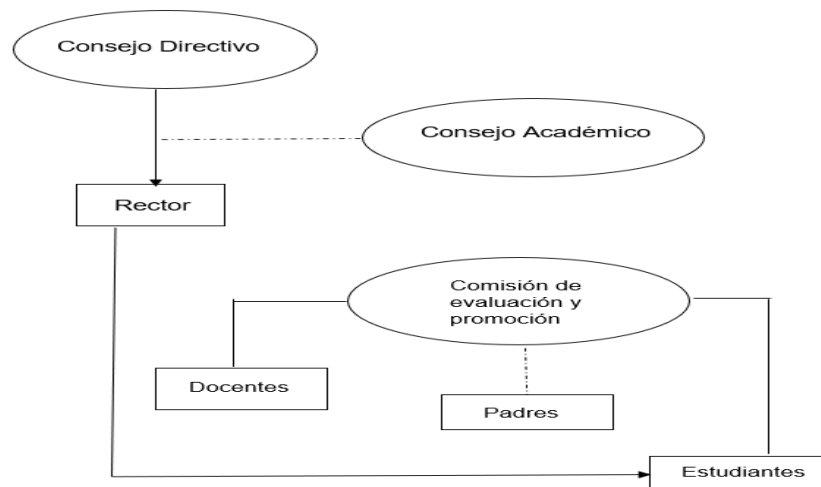 Consejo Directivo
Consejo Académico
Rector
Comisión de
evaluación y
promoción
Docentes
Padres
Estudiantes